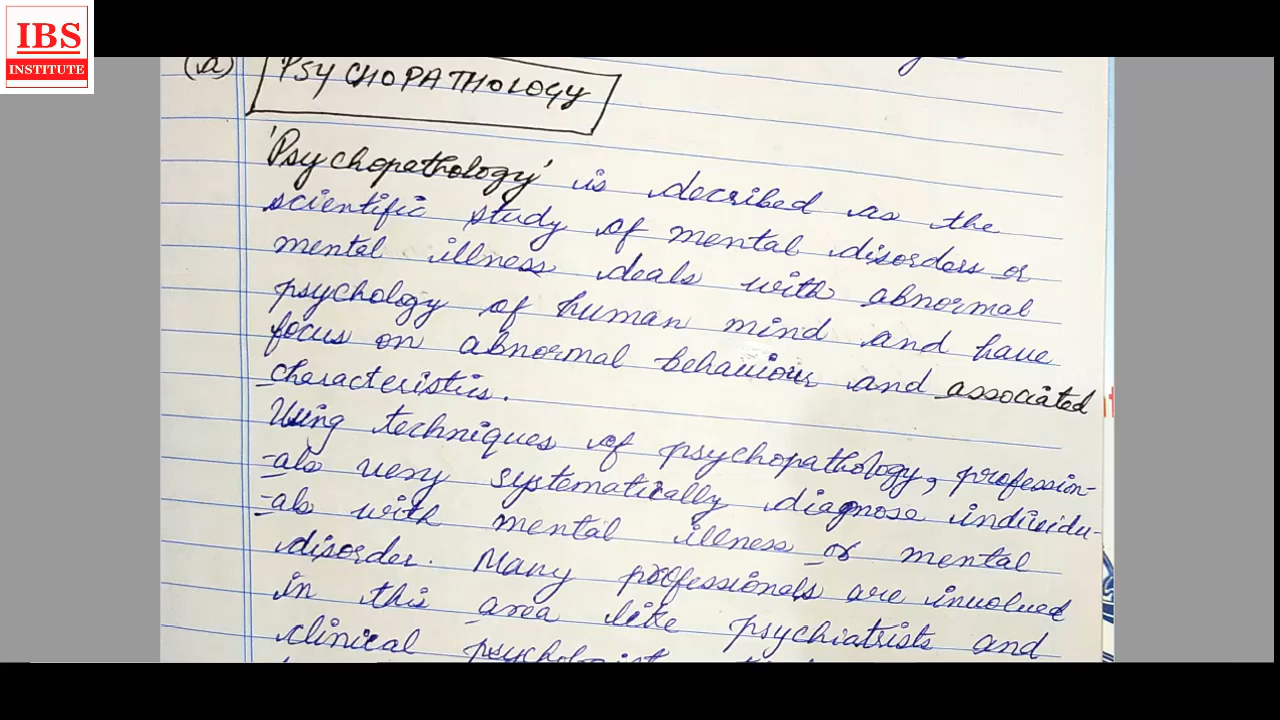 IBS
INSTITUTE
(a) PSYCHOPATHOLOGY
'Psychopathology' is decribed as the
scientific study of mental disorders or
mental illness deals with abnormal
psychology of human mind and have
focus on abnormal behaviour and associated
characteristics.
Using techniques of psychopathology, profession-
-als very systematically diagnose individu-
-als with mental illness or mental
disorder. Many professionals are involved
in this area like psychiatrists and
clinical psychologist